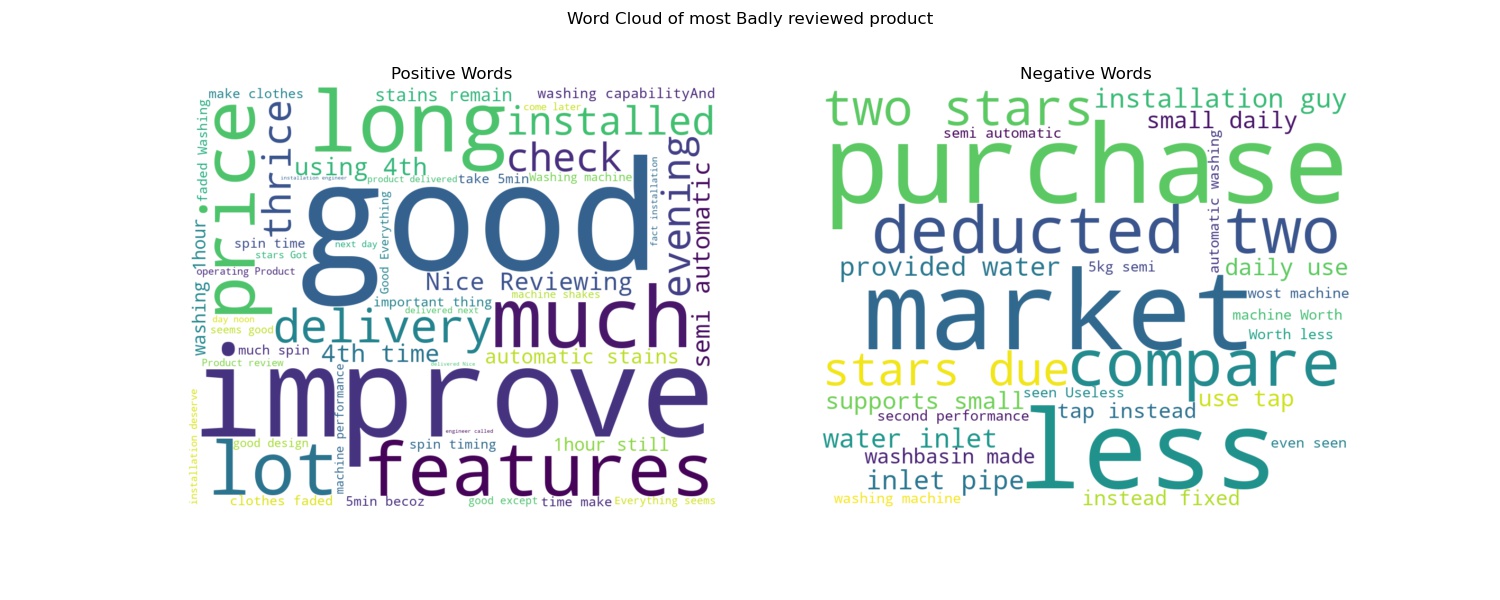 Word Cloud of most Badly reviewed product
Positive Words
make clothes
stains remain
washing capabilityAnd
long
come later
installed
faded Washing
price
thrice
check
using 4th
installation engineer
product delivered
take 5min
Washing machine
good
evening
semi automatic
fact installation
washing 1hour
spin time
next day
stars Got
Good Everything
operating Product
Nice Reviewing
machine shakes
important thing
delivered next
much
day noon
seems good
delivery
much spin
4th time
automatic stains
Product review
delivered Nice
improve
installation deserve
machine performance
engineer called
good design
spin timing
1hour still
lot
features
clothes faded
5min becoz
good except
time make
Everything seems
Negative Words
two stars
installation guy
small daily
semi automatic
purchase
automatic washing
deducted two
provided water
5kg semi
daily use
market
wost machine
machine Worth
Worth less
stars due
compare
supports small
seen Useless
use tap
second performance
tap instead
less
water inlet
even seen
washbasin made
inlet pipe
washing machine
instead fixed